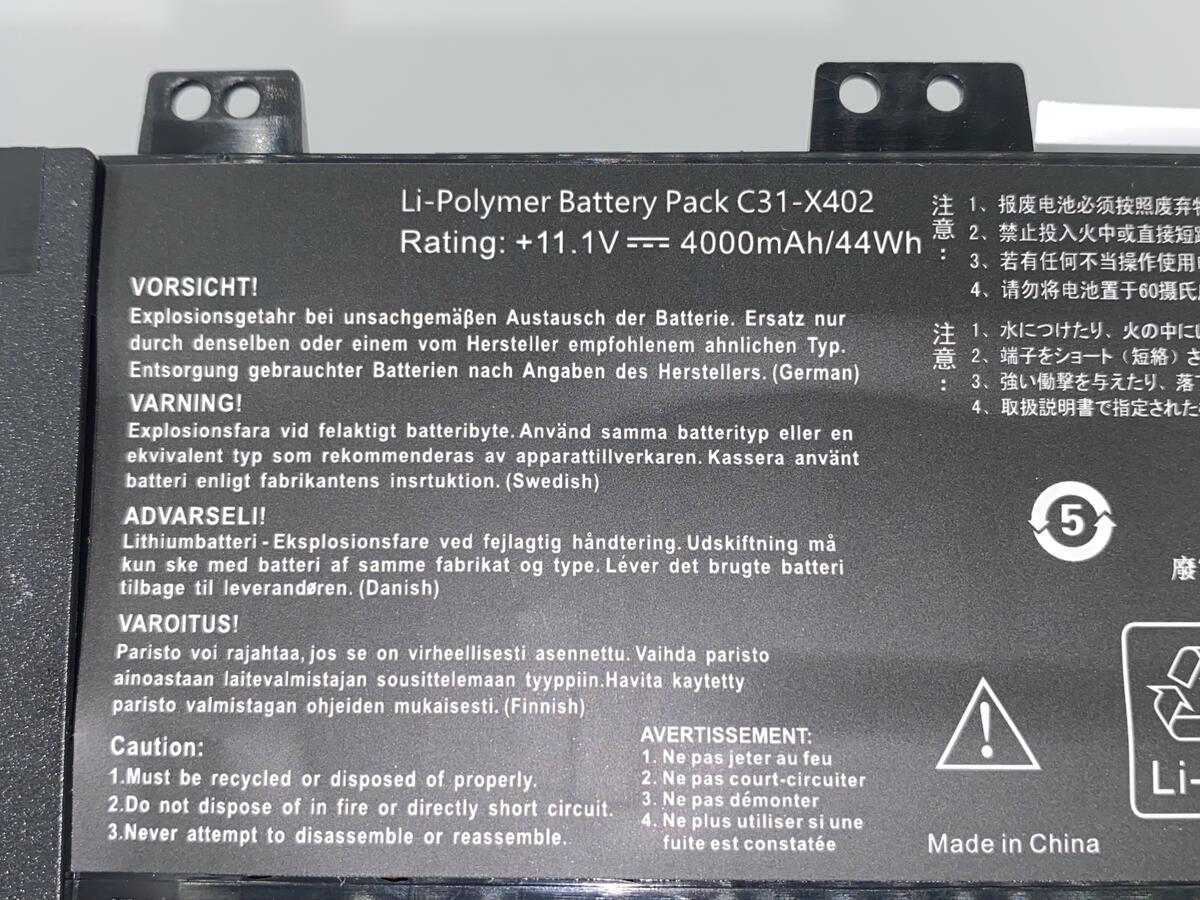 Li-Polymer Battery Pack C31-X402
Rating: +11.1V ⎓ 4000mAh/44Wh
VORSICHT!
Explosionsgetahr bei unsachgemäßen Austausch der Batterie. Ersatz nur
durch denselben oder einem vom Hersteller empfohlenem ahnlichen Typ.
Entsorgung gebrauchter Batterien nach Angaben des Herstellers. (German)
VARNING!
Explosionsfara vid felaktigt batteribyte. Använd samma batterityp eller en
ekvivalent typ som rekommenderas av apparattillverkaren. Kassera använt
batteri enligt fabrikantens insrtuktion. (Swedish)
ADVARSELI!
Lithiumbatteri - Eksplosionsfare ved fejlagtig håndtering. Udskiftning må
kun ske med batteri af samme fabrikat og type. Léver det brugte batteri
tilbage til leverandøren. (Danish)
VAROITUS!
Paristo voi rajahtaa, jos se on virheellisesti asennettu. Vaihda paristo
ainoastaan laitevalmistajan sousittelemaan tyyppiin.Havita kaytetty
paristo valmistagan ohjeiden mukaisesti. (Finnish)
Caution:
1.Must be recycled or disposed of properly.
2.Do not dispose of in fire or directly short circuit.
3.Never attempt to disassemble or reassemble.
AVERTISSEMENT:
1. Ne pas jeter au feu
2. Ne pas court-circuiter
3. Ne pas démonter
4. Ne plus utiliser si une
fuite est constatée
注意:
1、报废电池必须按照废弃
2、禁止投入火中或直接短
3、若有任何不当操作使用
4、请勿将电池置于60摄氏
注意:
1、水につけたり、火の中に
2、端子をショート（短絡）さ
3、強い衝撃を与えたり、落
4、取扱説明書で指定された
5
廢
Li-
Made in China